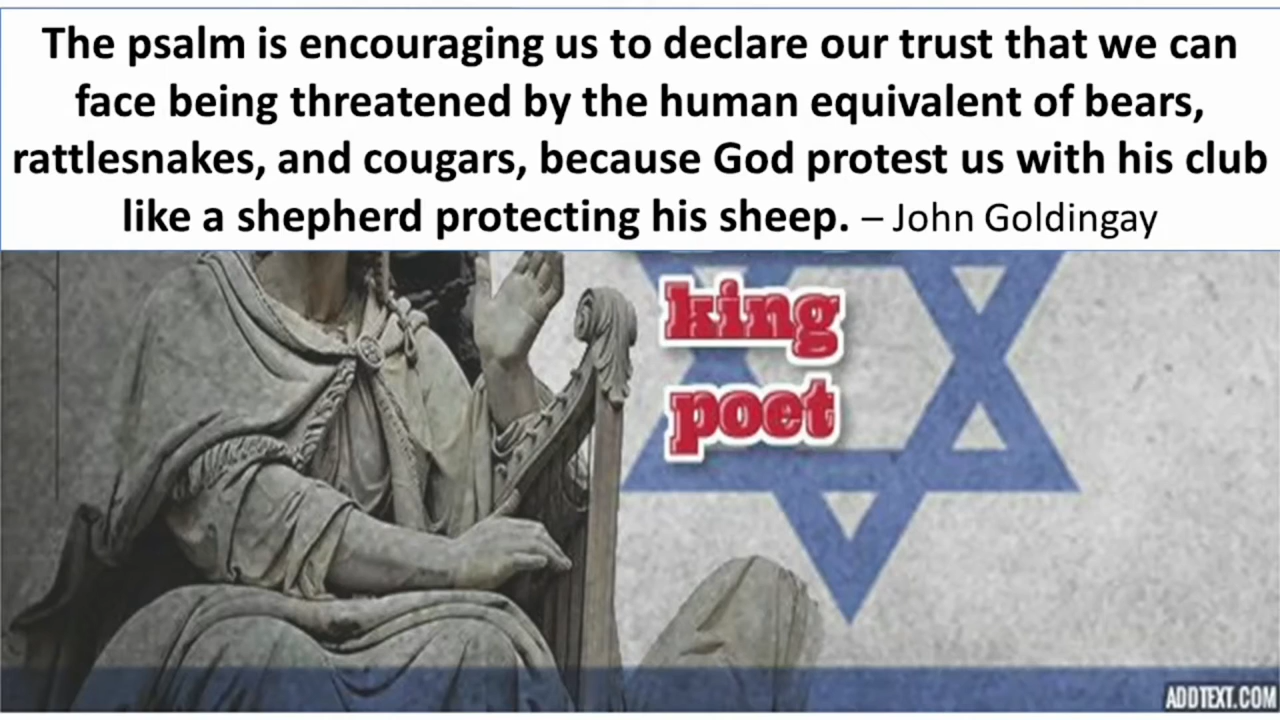 The psalm is encouraging us to declare our trust that we can
face being threatened by the human equivalent of bears,
rattlesnakes, and cougars, because God protest us with his club
like a shepherd protecting his sheep. – John Goldingay
king
poet
ADDTEXT.COM